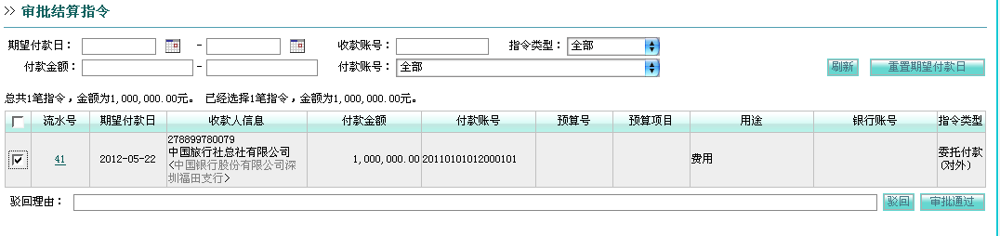 >> 审批结算指令
期望付款日： - 收款账号： 指令类型： 全部
付款金额： - 付款账号： 全部 刷新 重置期望付款日
总共1笔指令，金额为1,000,000.00元。 已经选择1笔指令，金额为1,000,000.00元。
流水号 期望付款日 收款人信息 付款金额 付款账号 预算号 预算项目 用途 银行账号 指令类型
278899780079
41 2012-05-22 中国旅行社总社有限公司 1,000,000.00 20110101012000101 费用 委托付款
<中国银行股份有限公司深 (对外)
圳福田支行>
驳回理由： 驳回 审批通过